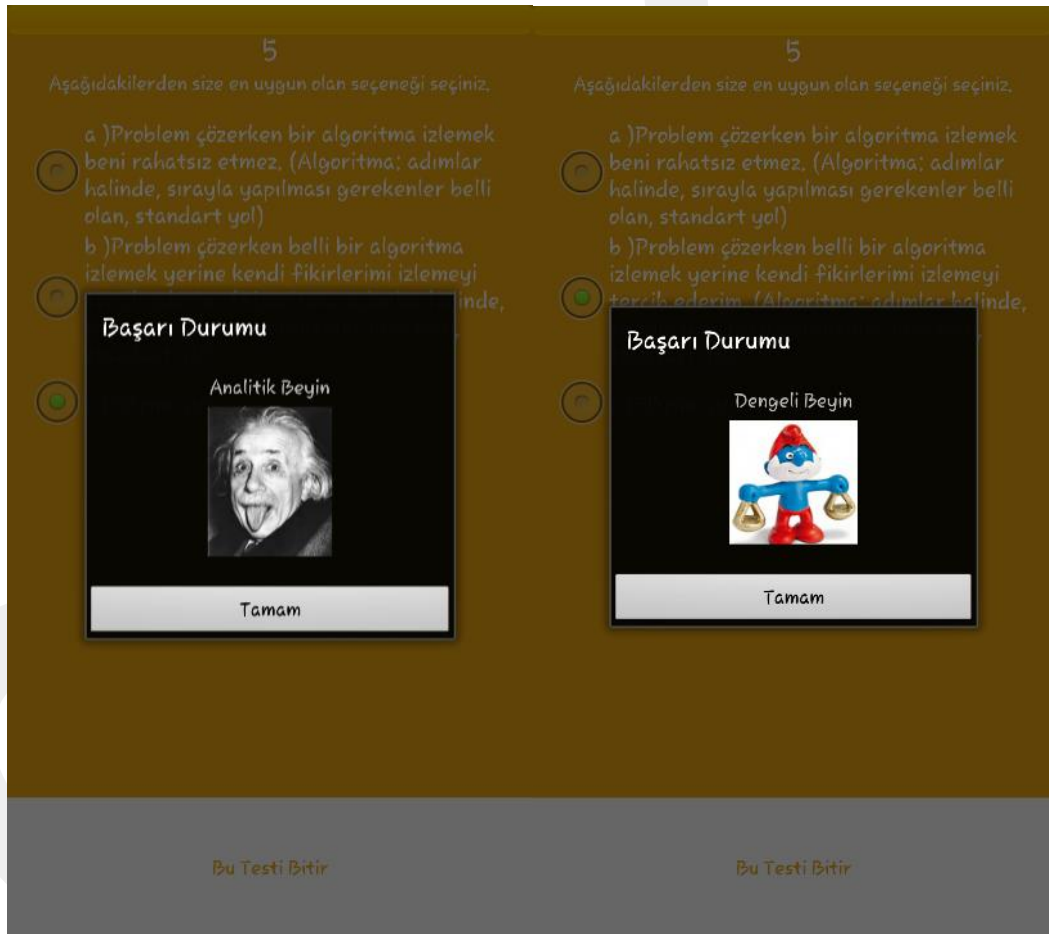 5
Aşağıdakilerden size en uygun olan seçeneği seçiniz.
a )Problem çözerken bir algoritma izlemek
beni rahatsız etmez. (Algoritma: adımlar
halinde, sırayla yapılması gerekenler belli
olan, standart yol)
b )Problem çözerken belli bir algoritma
izlemek yerine kendi fikirlerimi izlemeyi
inde,
Başarı Durumu
Analitik Beyin
Tamam
Bu Testi Bitir
5
Aşağıdakilerden size en uygun olan seçeneği seçiniz.
a )Problem çözerken bir algoritma izlemek
beni rahatsız etmez. (Algoritma: adımlar
halinde, sırayla yapılması gerekenler belli
olan, standart yol)
b )Problem çözerken belli bir algoritma
izlemek yerine kendi fikirlerimi izlemeyi
tercih ederim. (Algoritma: adımlar halinde,
Başarı Durumu
Dengeli Beyin
Tamam
Bu Testi Bitir